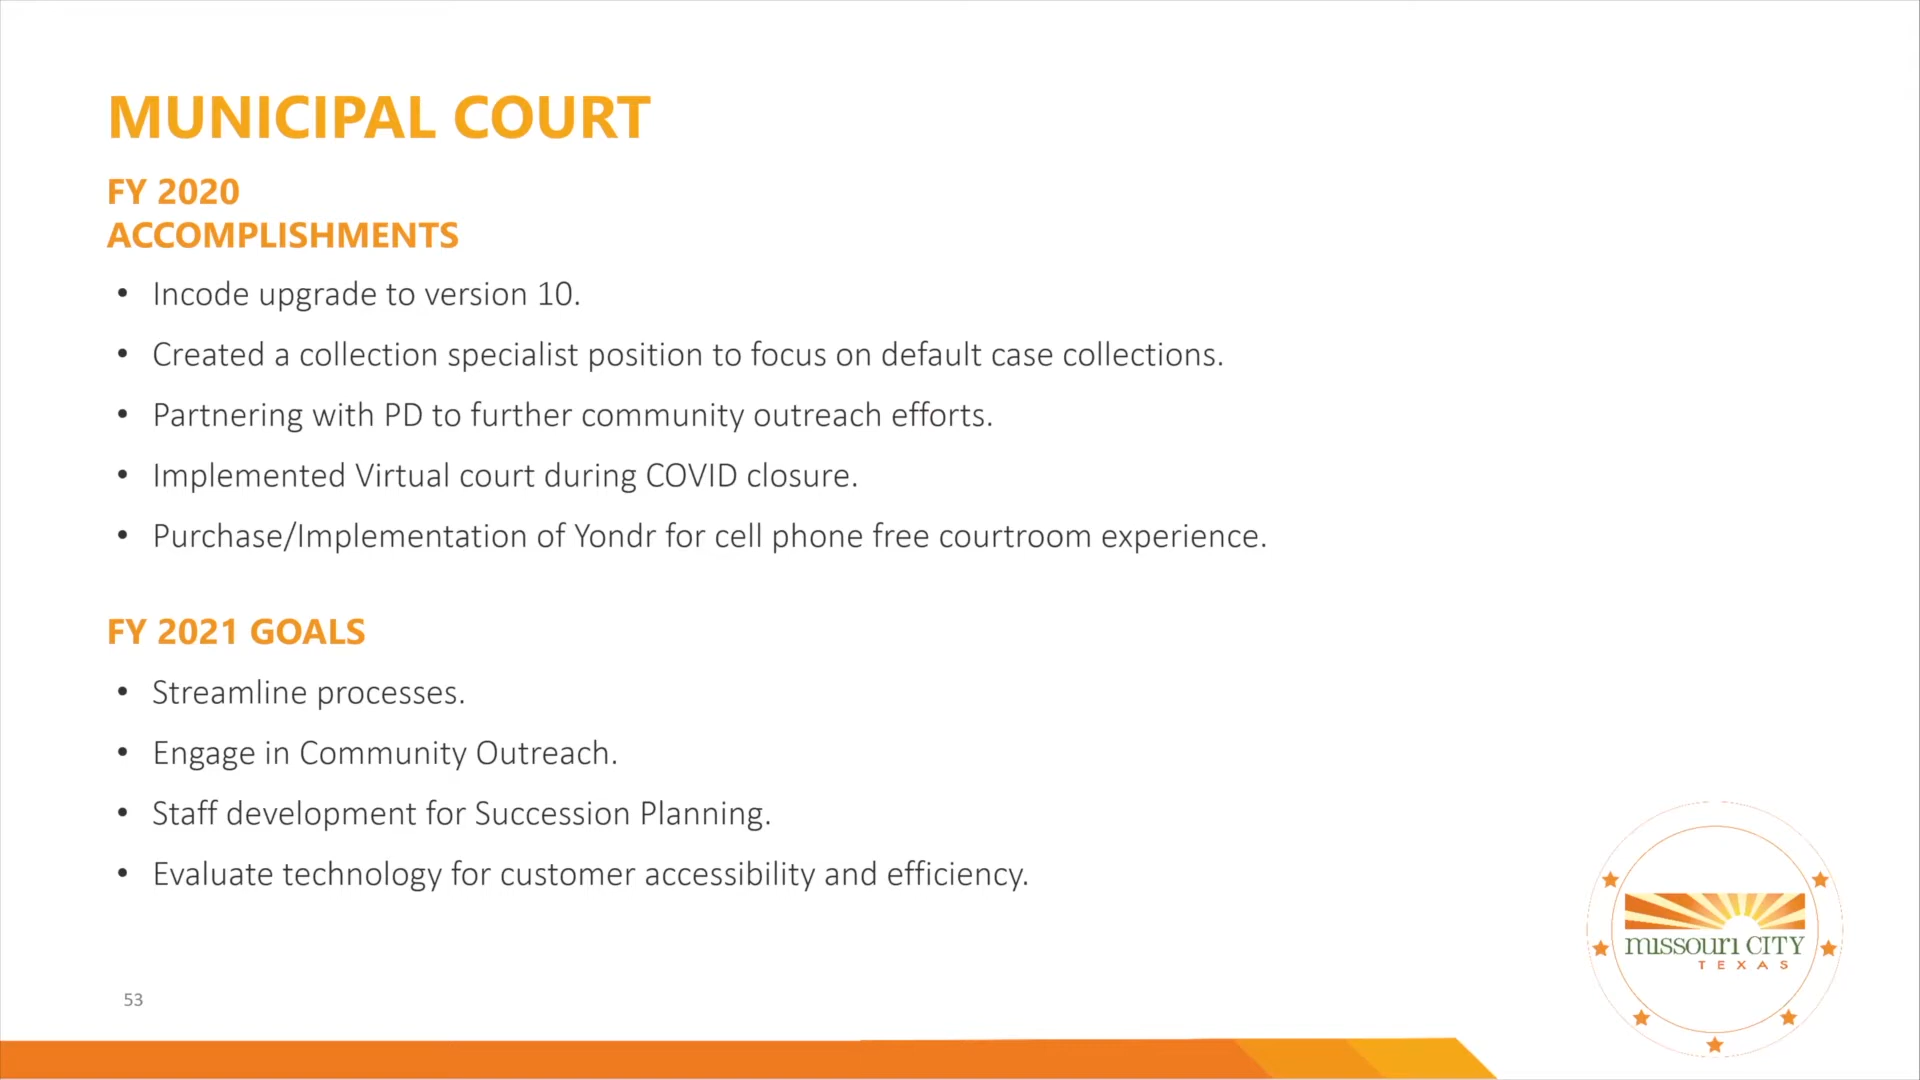 MUNICIPAL COURT
FY 2020
ACCOMPLISHMENTS
• Incode upgrade to version 10.
• Created a collection specialist position to focus on default case collections.
• Partnering with PD to further community outreach efforts.
• Implemented Virtual court during COVID closure.
• Purchase/Implementation of Yondr for cell phone free courtroom experience.
FY 2021 GOALS
• Streamline processes.
• Engage in Community Outreach.
• Staff development for Succession Planning.
• Evaluate technology for customer accessibility and efficiency.
missouri CITY
TEXAS
53